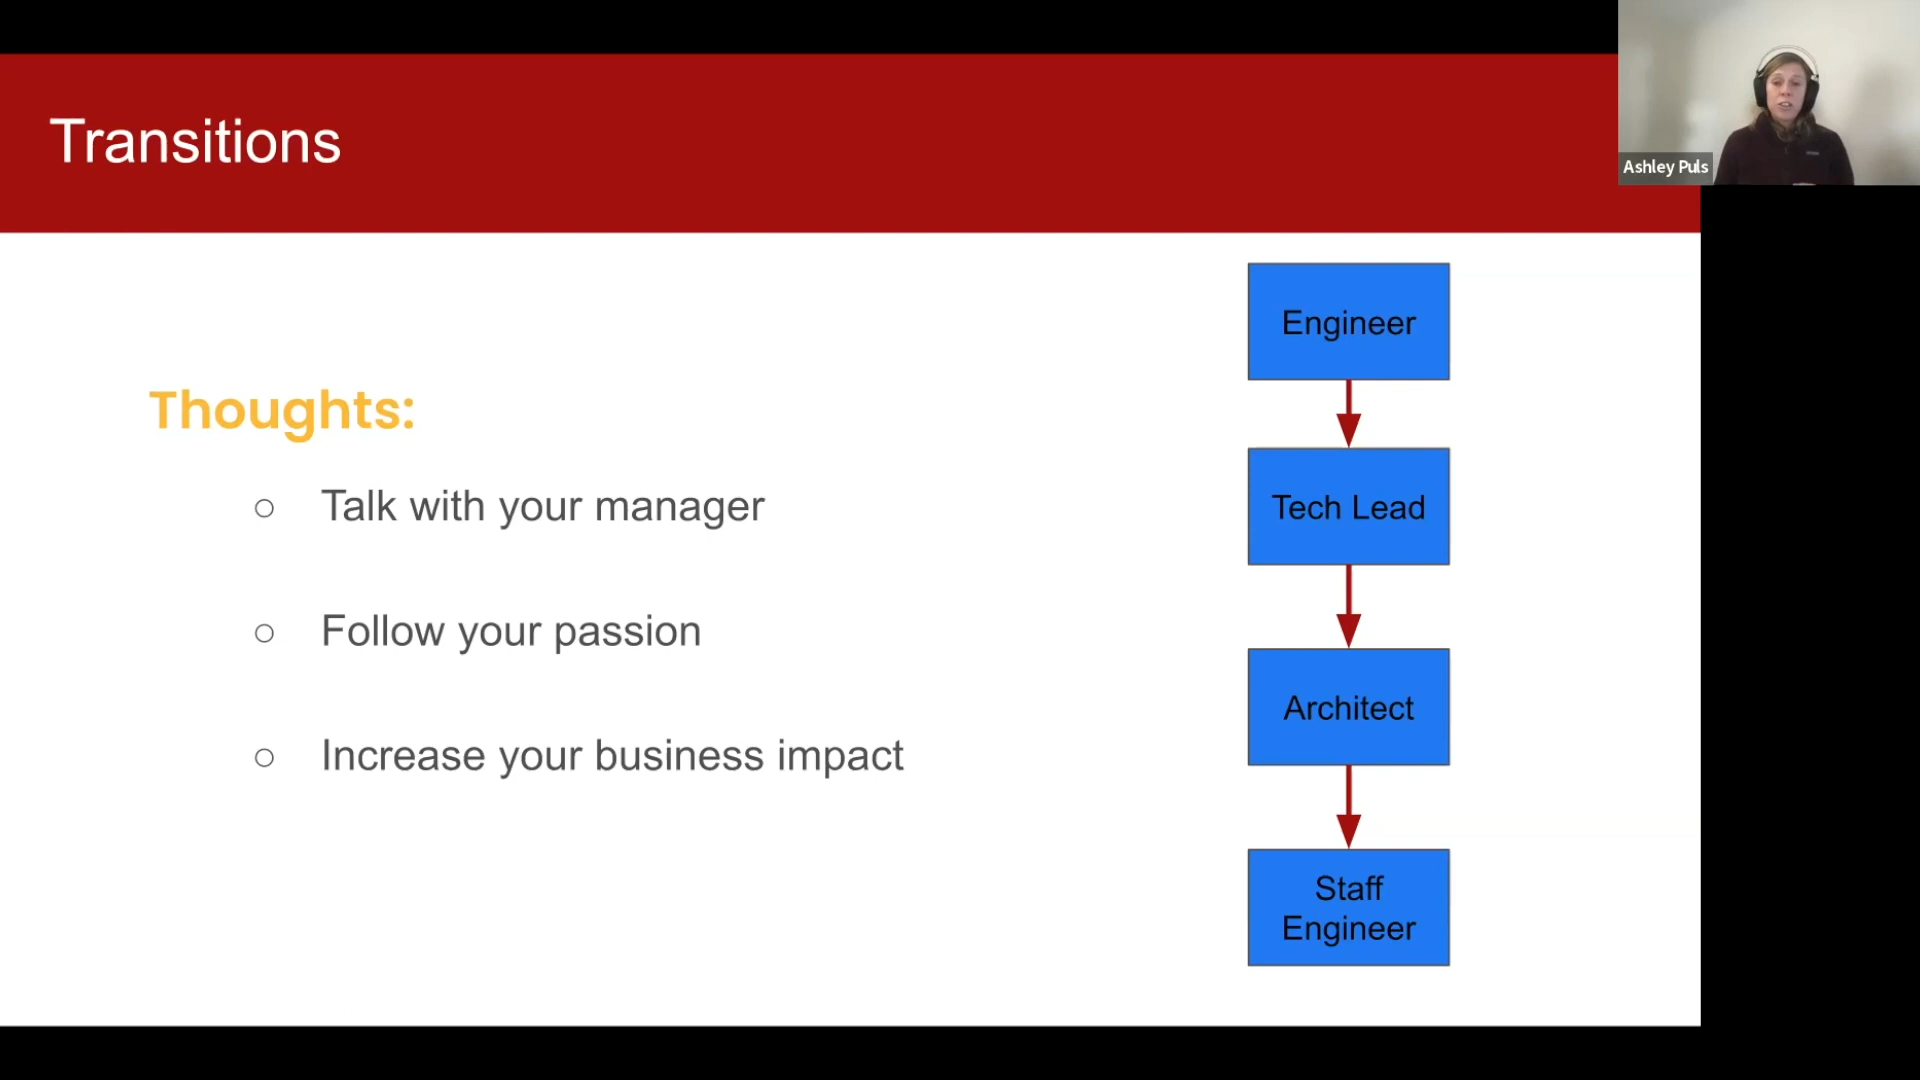 Transitions
Ashley Puls
Thoughts:
○ Talk with your manager
○ Follow your passion
○ Increase your business impact
Engineer
Tech Lead
Architect
Staff
Engineer